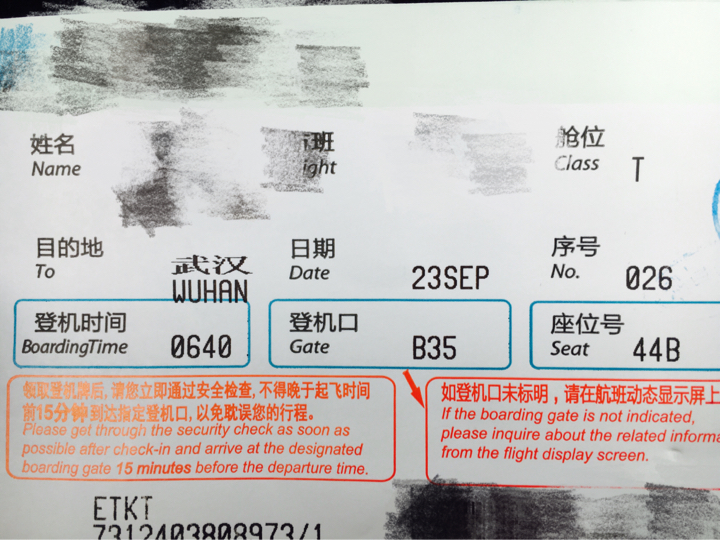 姓名
Name
班
ight
舱位
Class T
目的地
To
武汉
WUHAN
日期
Date 23SEP
序号
No. 026
登机时间
BoardingTime 0640
登机口
Gate B35
座位号
Seat 44B
领取登机牌后,请您立即通过安全检查,不得晚于起飞时间
前15分钟到达指定登机口,以免耽误您的行程。
Please get through the security check as soon as
possible after check-in and arrive at the designated
boarding gate 15 minutes before the departure time.
如登机口未标明，请在航班动态显示屏上
If the boarding gate is not indicated,
please inquire about the related informa
from the flight display screen.
ETKT
7312403808973/1